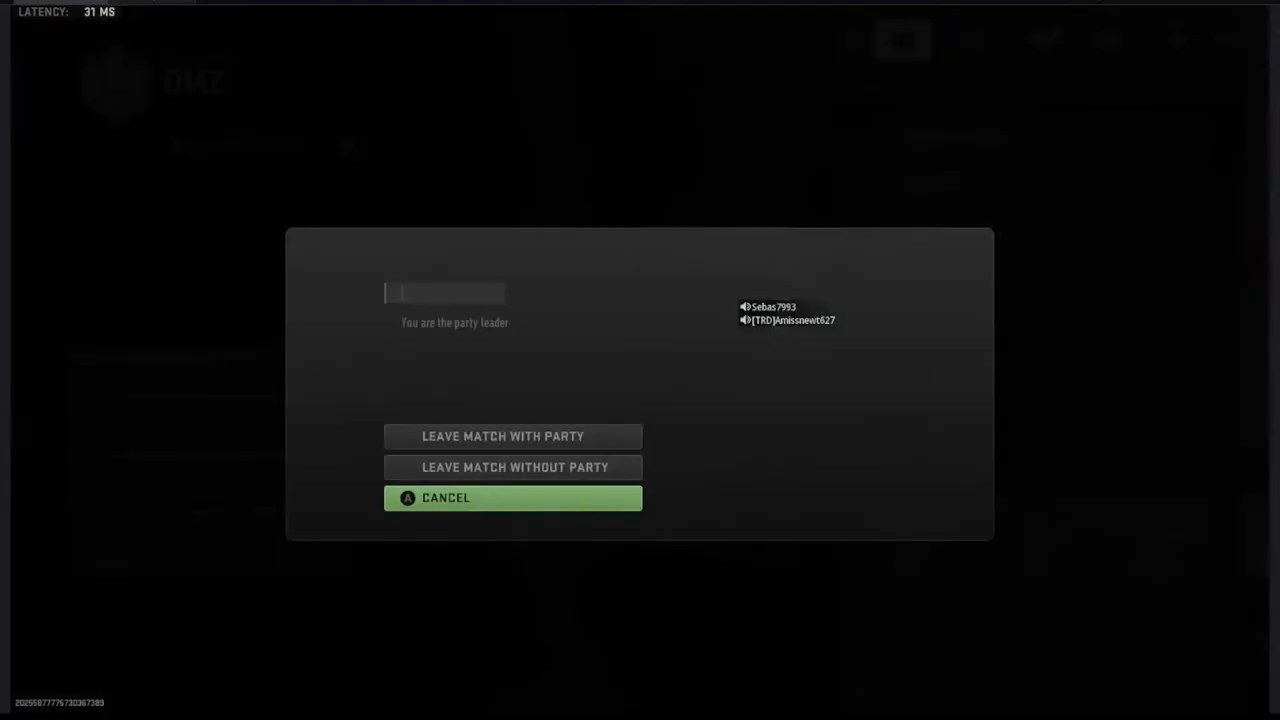 LATENCY: 31 MS
DMZ
You are the party leader
Sebas7993
[TRD]Amissnewt627
LEAVE MATCH WITH PARTY
LEAVE MATCH WITHOUT PARTY
A CANCEL